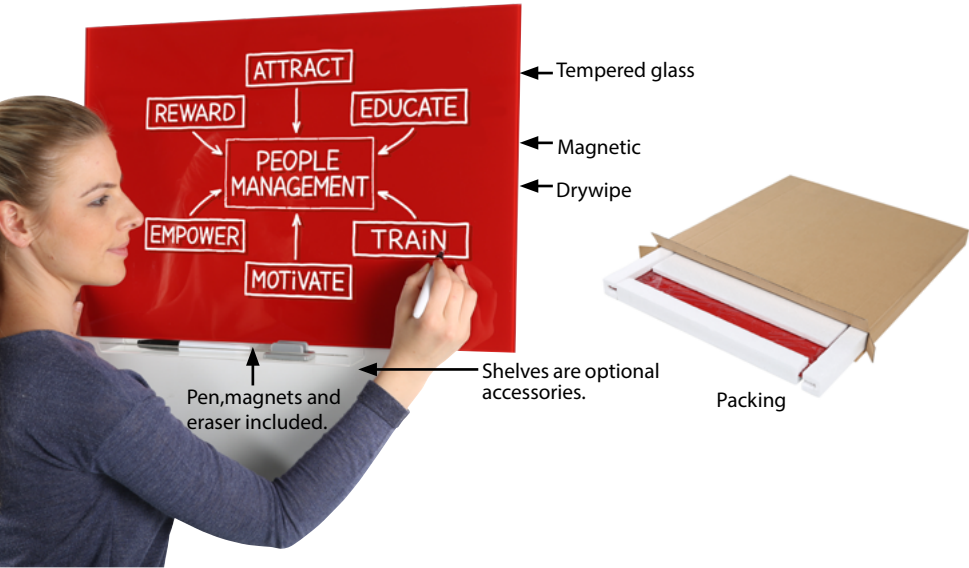 ATTRACT
REWARD
EDUCATE
PEOPLE
MANAGEMENT
EMPOWER
TRAiN
MOTiVATE
Tempered glass
Magnetic
Drywipe
Pen,magnets and
eraser included.
Shelves are optional
accessories.
Packing